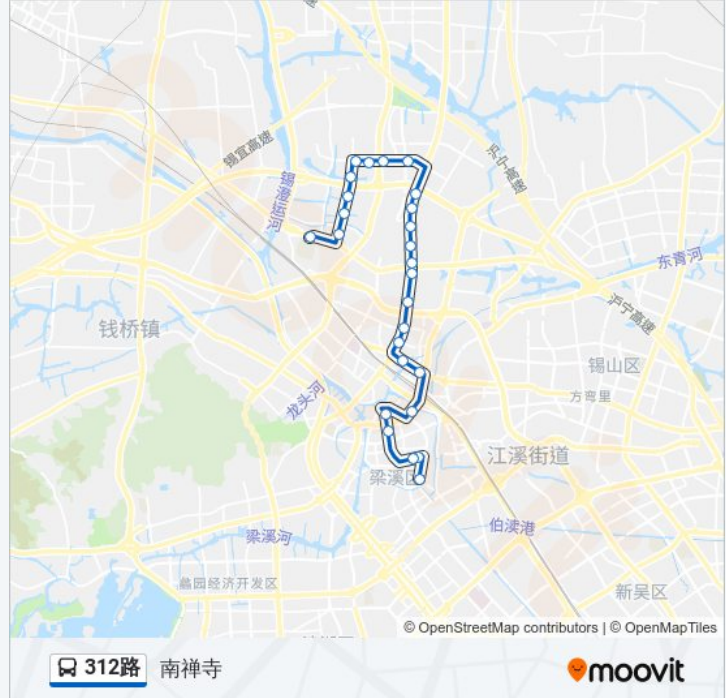 锡宜高速
沪宁高速
锡澄运河
东青河
沪宁高速
钱桥镇
锡山区
方弯里
龙头河
江溪街道
梁溪区
伯渎港
梁溪河
蠡园经济开发区
新吴区
© OpenStreetMap contributors | © OpenMapTiles
312路 南禅寺 moovit